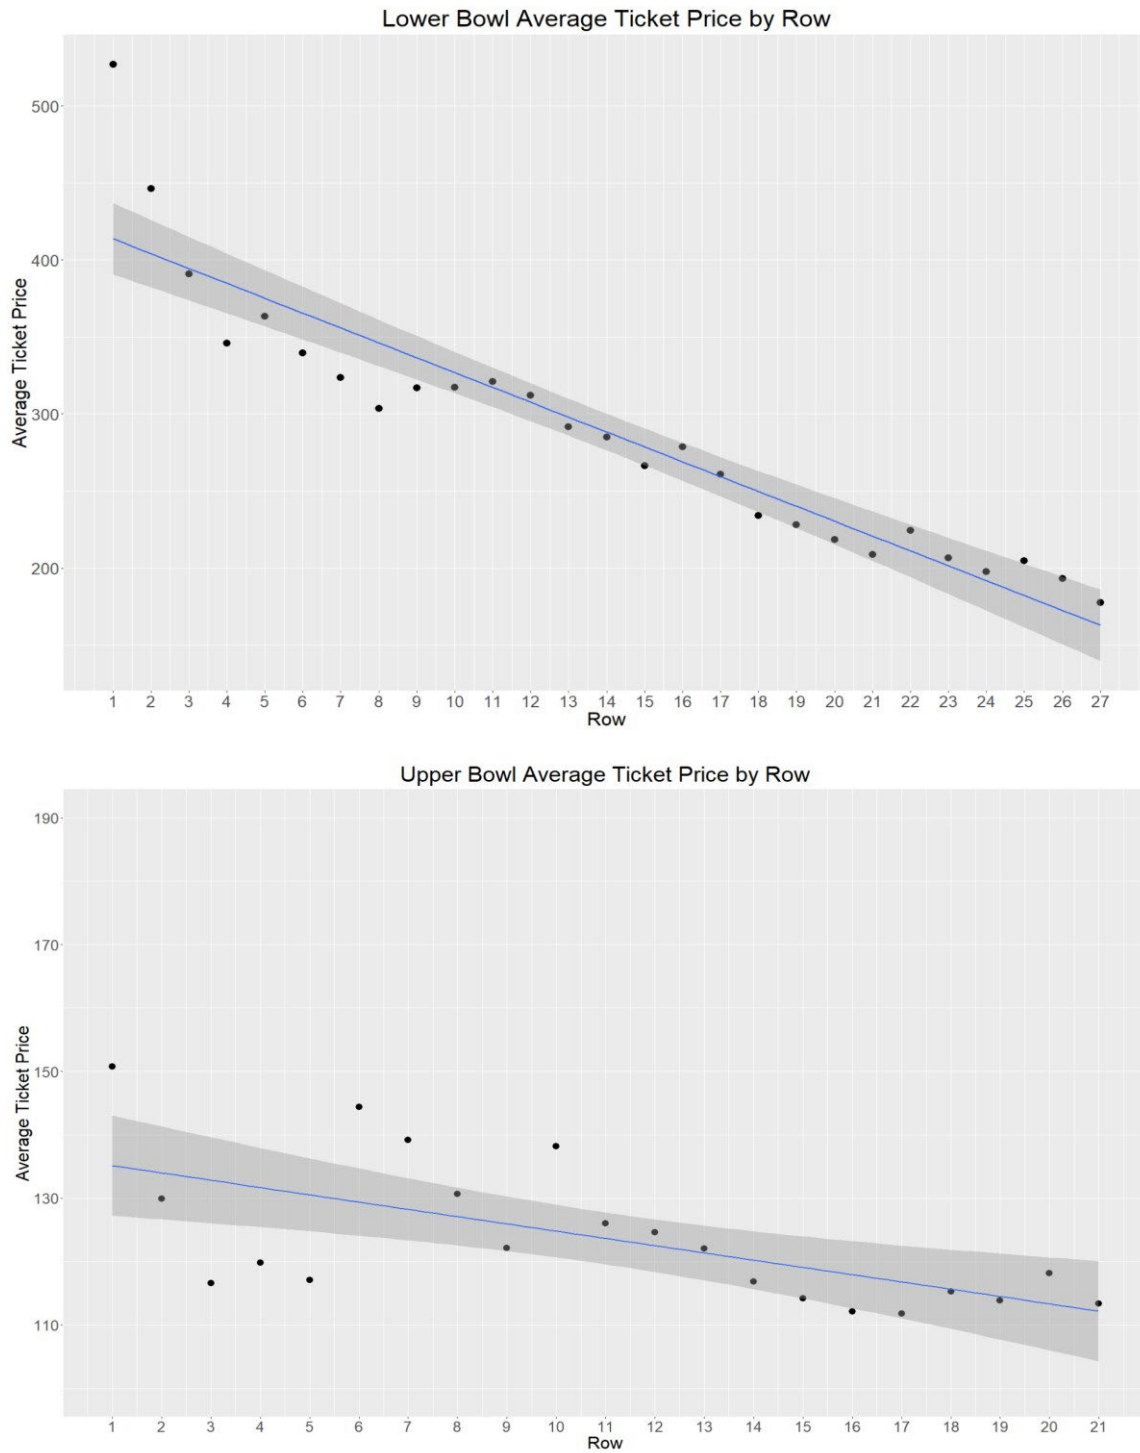 Lower Bowl Average Ticket Price by Row
500
400
300
200
Average Ticket Price
1 2 3 4 5 6 7 8 9 10 11 12 13 14 15 16 17 18 19 20 21 22 23 24 25 26 27
Row
Upper Bowl Average Ticket Price by Row
190
170
150
130
110
Average Ticket Price
1 2 3 4 5 6 7 8 9 10 11 12 13 14 15 16 17 18 19 20 21
Row